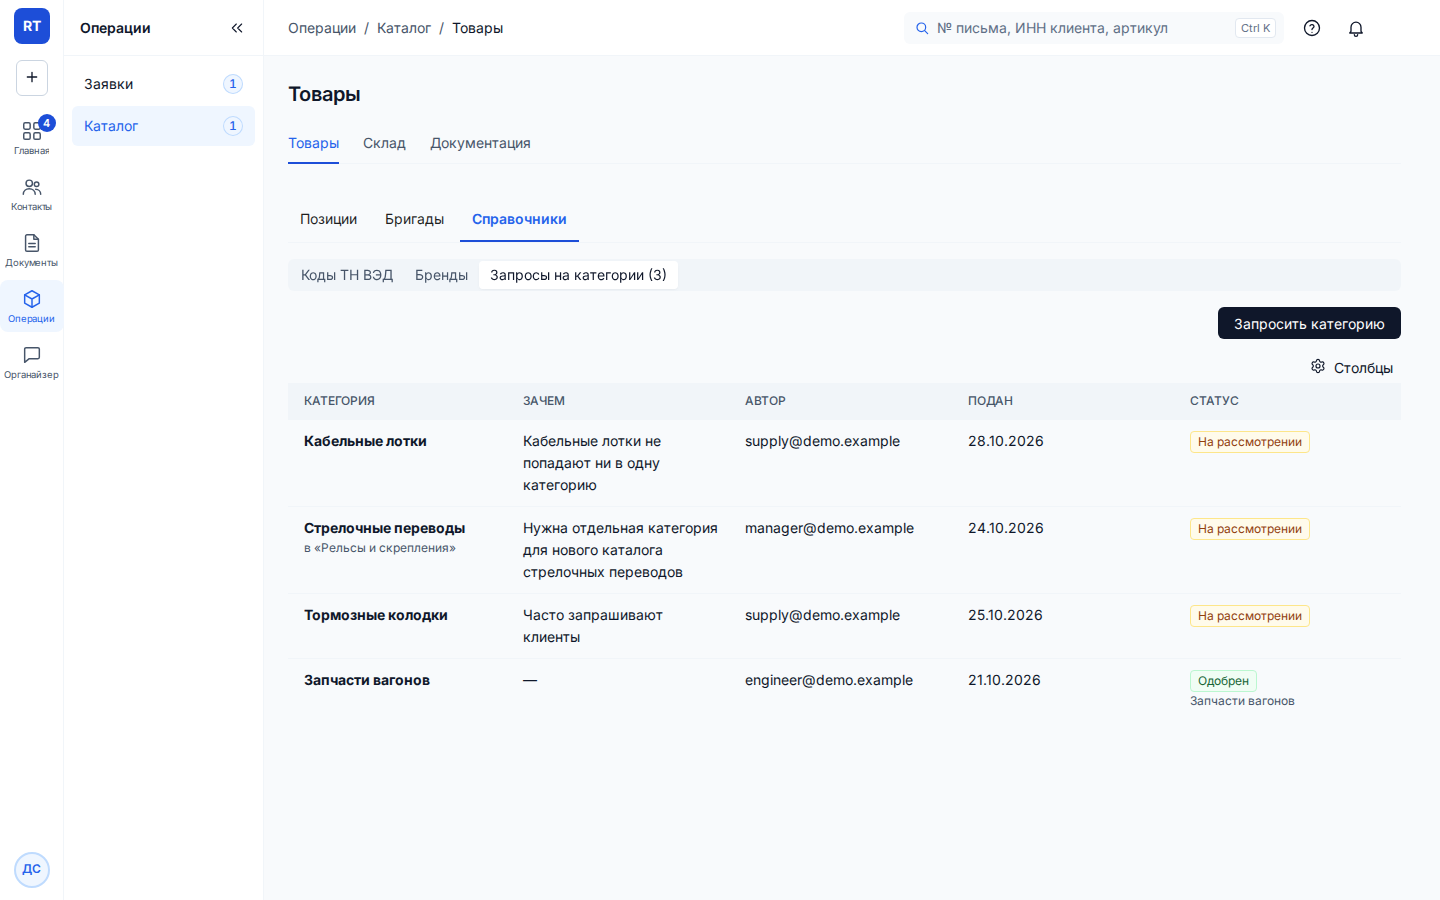 RT
Операции
Операции / Каталог / Товары
№ письма, ИНН клиента, артикул
Ctrl K
+
4
Главная
Контакты
Документы
Операции
Органайзер
ДС
Заявки
1
Каталог
1
Товары
Товары
Склад
Документация
Позиции
Бригады
Справочники
Коды ТН ВЭД
Бренды
Запросы на категории (3)
Запросить категорию
Столбцы
КАТЕГОРИЯ
ЗАЧЕМ
АВТОР
ПОДАН
СТАТУС
Кабельные лотки
Кабельные лотки не
попадают ни в одну
категорию
supply@demo.example
28.10.2026
На рассмотрении
Стрелочные переводы
в «Рельсы и скрепления»
Нужна отдельная категория
для нового каталога
стрелочных переводов
manager@demo.example
24.10.2026
На рассмотрении
Тормозные колодки
Часто запрашивают
клиенты
supply@demo.example
25.10.2026
На рассмотрении
Запчасти вагонов
—
engineer@demo.example
21.10.2026
Одобрен
Запчасти вагонов